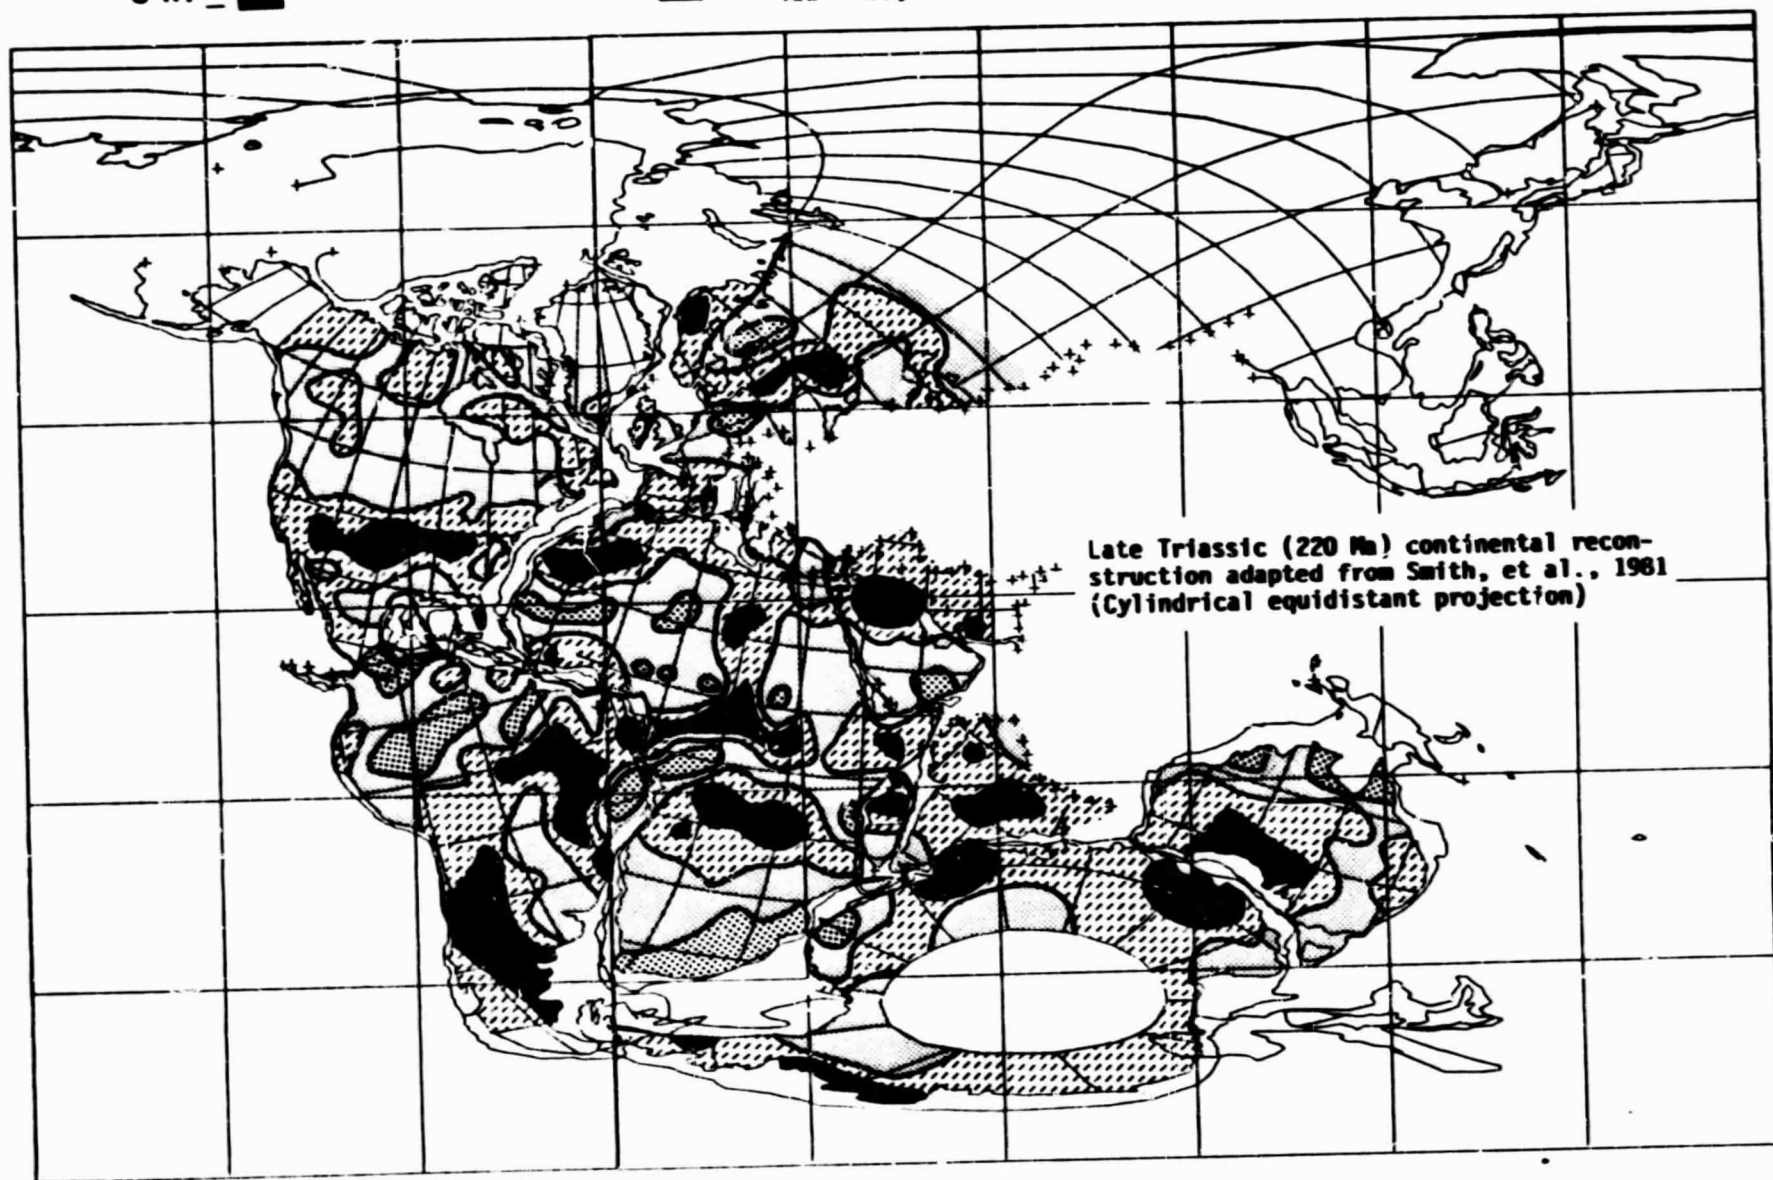 Late Triassic (220 Ma) continental recon-
struction adapted from Smith, et al., 1981
(Cylindrical equidistant projection)